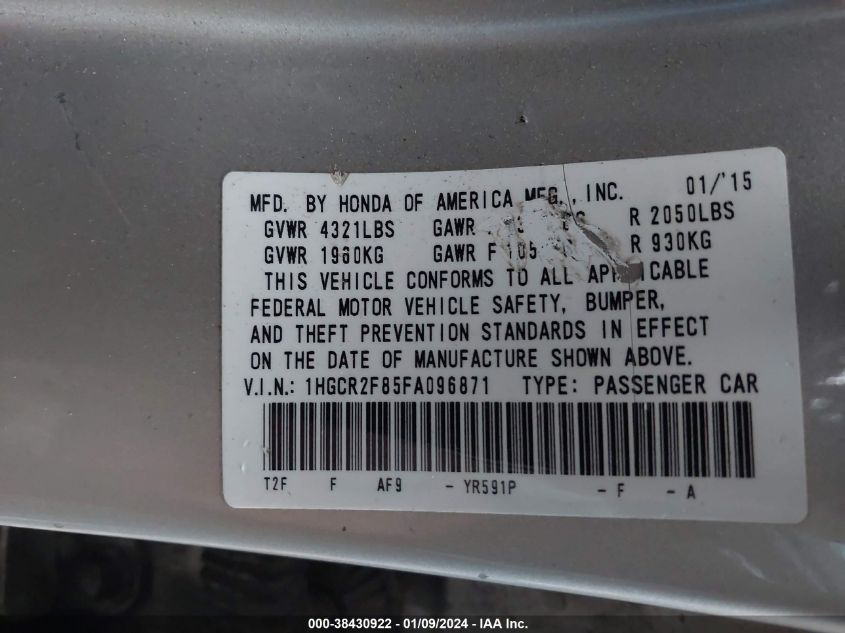 MFD. BY HONDA OF AMERICA MFG., INC. 01/'15
GVWR 4321LBS GAWR R 2050LBS
GVWR 1960KG GAWR F R 930KG
THIS VEHICLE CONFORMS TO ALL APPLICABLE
FEDERAL MOTOR VEHICLE SAFETY, BUMPER,
AND THEFT PREVENTION STANDARDS IN EFFECT
ON THE DATE OF MANUFACTURE SHOWN ABOVE.
V.I.N.: 1HGCR2F85FA096871 TYPE: PASSENGER CAR
T2F F AF9 - YR591P - F - A
000-38430922 - 01/09/2024 - IAA Inc.